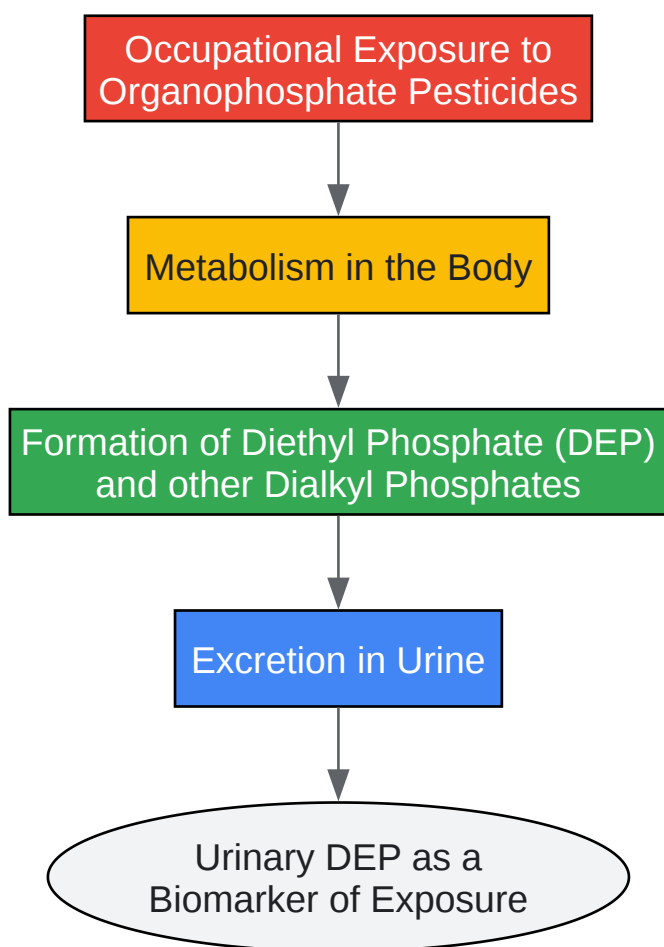 Occupational Exposure to
Organophosphate Pesticides
Metabolism in the Body
Formation of Diethyl Phosphate (DEP)
and other Dialkyl Phosphates
Excretion in Urine
Urinary DEP as a
Biomarker of Exposure